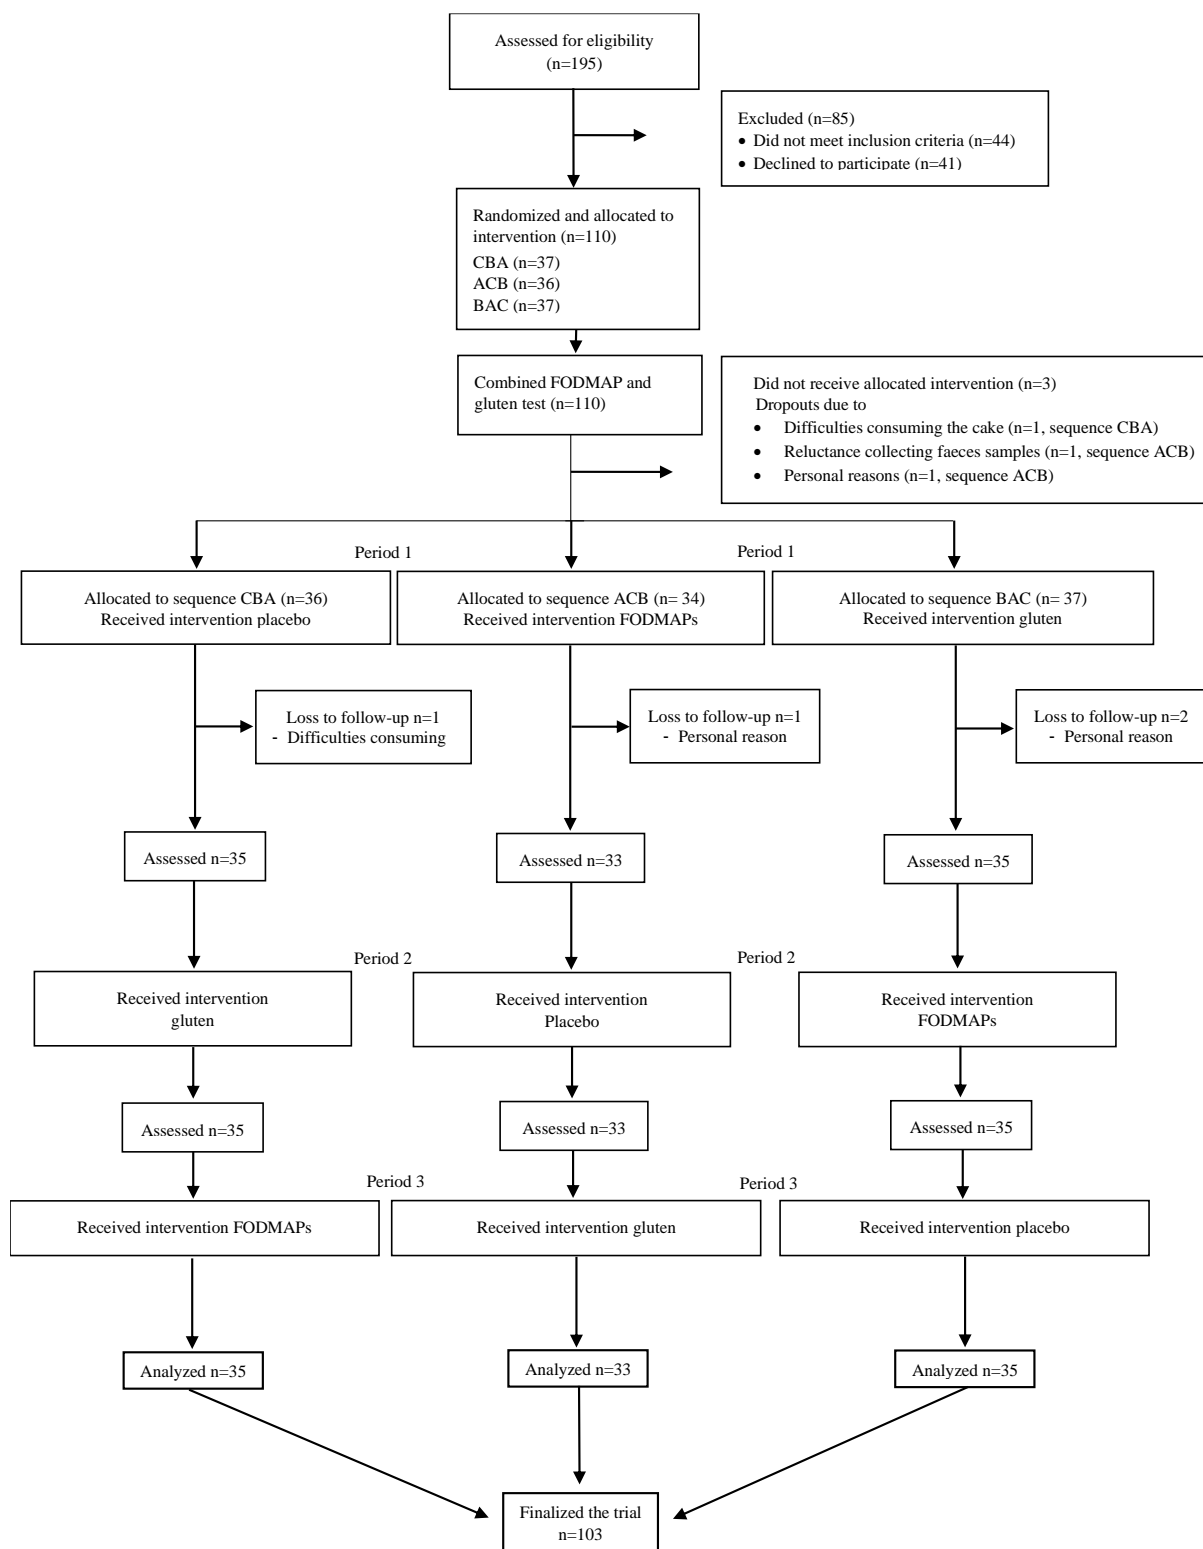 Assessed for eligibility
(n=195)
Excluded (n=85)
• Did not meet inclusion criteria (n=44)
• Declined to participate (n=41)
Randomized and allocated to
intervention (n=110)
CBA (n=37)
ACB (n=36)
BAC (n=37)
Combined FODMAP and
gluten test (n=110)
Did not receive allocated intervention (n=3)
Dropouts due to
• Difficulties consuming the cake (n=1, sequence CBA)
• Reluctance collecting faeces samples (n=1, sequence ACB)
• Personal reasons (n=1, sequence ACB)
Period 1
Period 1
Allocated to sequence CBA (n=36)
Received intervention placebo
Allocated to sequence ACB (n= 34)
Received intervention FODMAPs
Allocated to sequence BAC (n= 37)
Received intervention gluten
Loss to follow-up n=1
- Difficulties consuming
Loss to follow-up n=1
- Personal reason
Loss to follow-up n=2
- Personal reason
Assessed n=35
Assessed n=33
Assessed n=35
Period 2
Period 2
Received intervention
gluten
Received intervention
Placebo
Received intervention
FODMAPs
Assessed n=35
Assessed n=33
Assessed n=35
Period 3
Period 3
Received intervention FODMAPs
Received intervention gluten
Received intervention placebo
Analyzed n=35
Analyzed n=33
Analyzed n=35
Finalized the trial
n=103